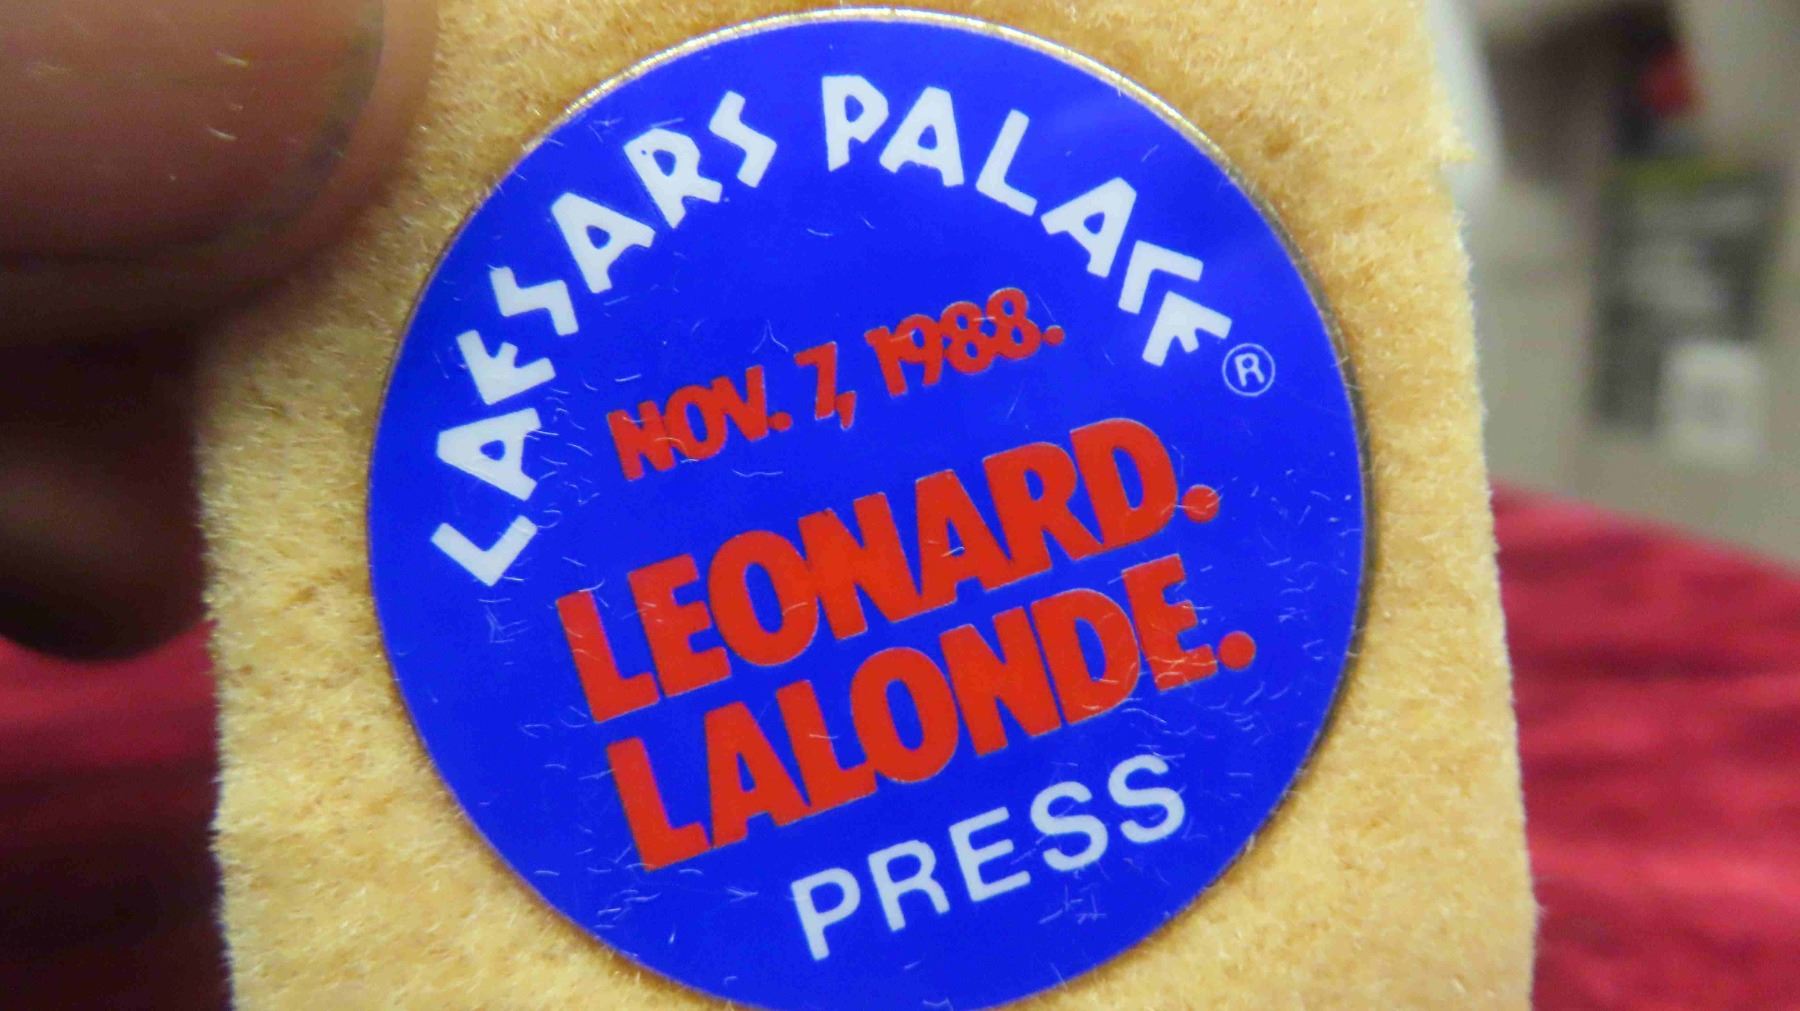 CAESARS PALACE ®
NOV. 7, 1988.
LEONARD.
LALONDE.
PRESS